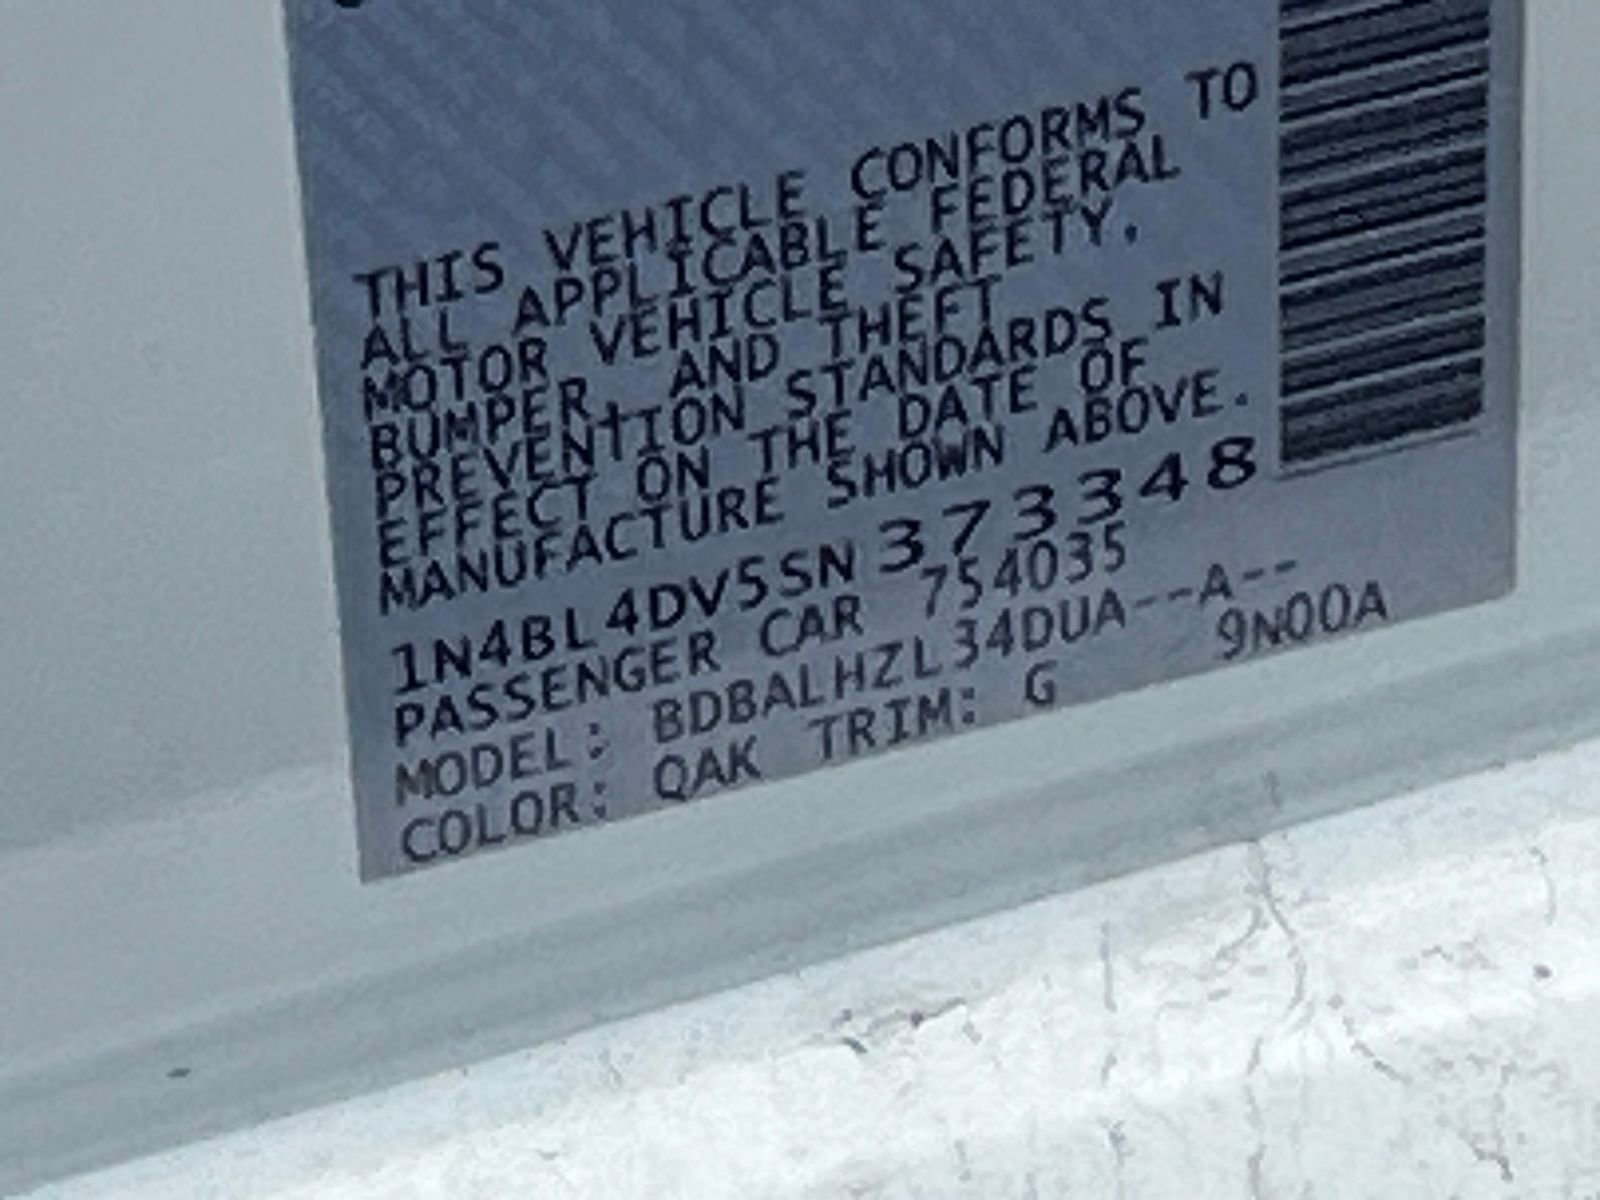 THIS VEHICLE CONFORMS TO
ALL APPLICABLE FEDERAL
MOTOR VEHICLE SAFETY,
BUMPER, AND THEFT
PREVENTION STANDARDS IN
EFFECT ON THE DATE OF
MANUFACTURE SHOWN ABOVE.
1N4BL4DV5SN373348
PASSENGER CAR 754035
MODEL: BDBALHZL34DUA--A--
COLOR: QAK TRIM: G 9N00A